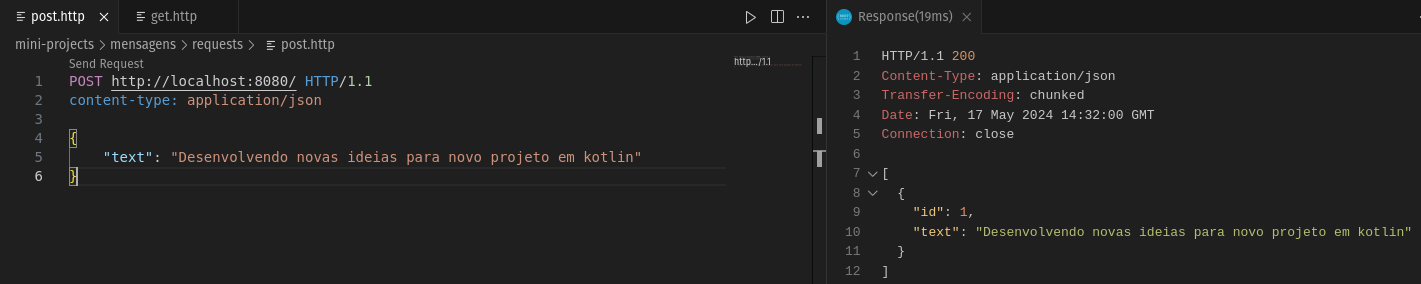 post.http
get.http
mini-projects > mensagens > requests > post.http
Send Request
1 POST http://localhost:8080/ HTTP/1.1
2 content-type: application/json
3
4 {
5 "text": "Desenvolvendo novas ideias para novo projeto em kotlin"
6 }
http.../1.1
Response(19ms)
1 HTTP/1.1 200
2 Content-Type: application/json
3 Transfer-Encoding: chunked
4 Date: Fri, 17 May 2024 14:32:00 GMT
5 Connection: close
6
7 [
8 {
9 "id": 1,
10 "text": "Desenvolvendo novas ideias para novo projeto em kotlin"
11 }
12 ]